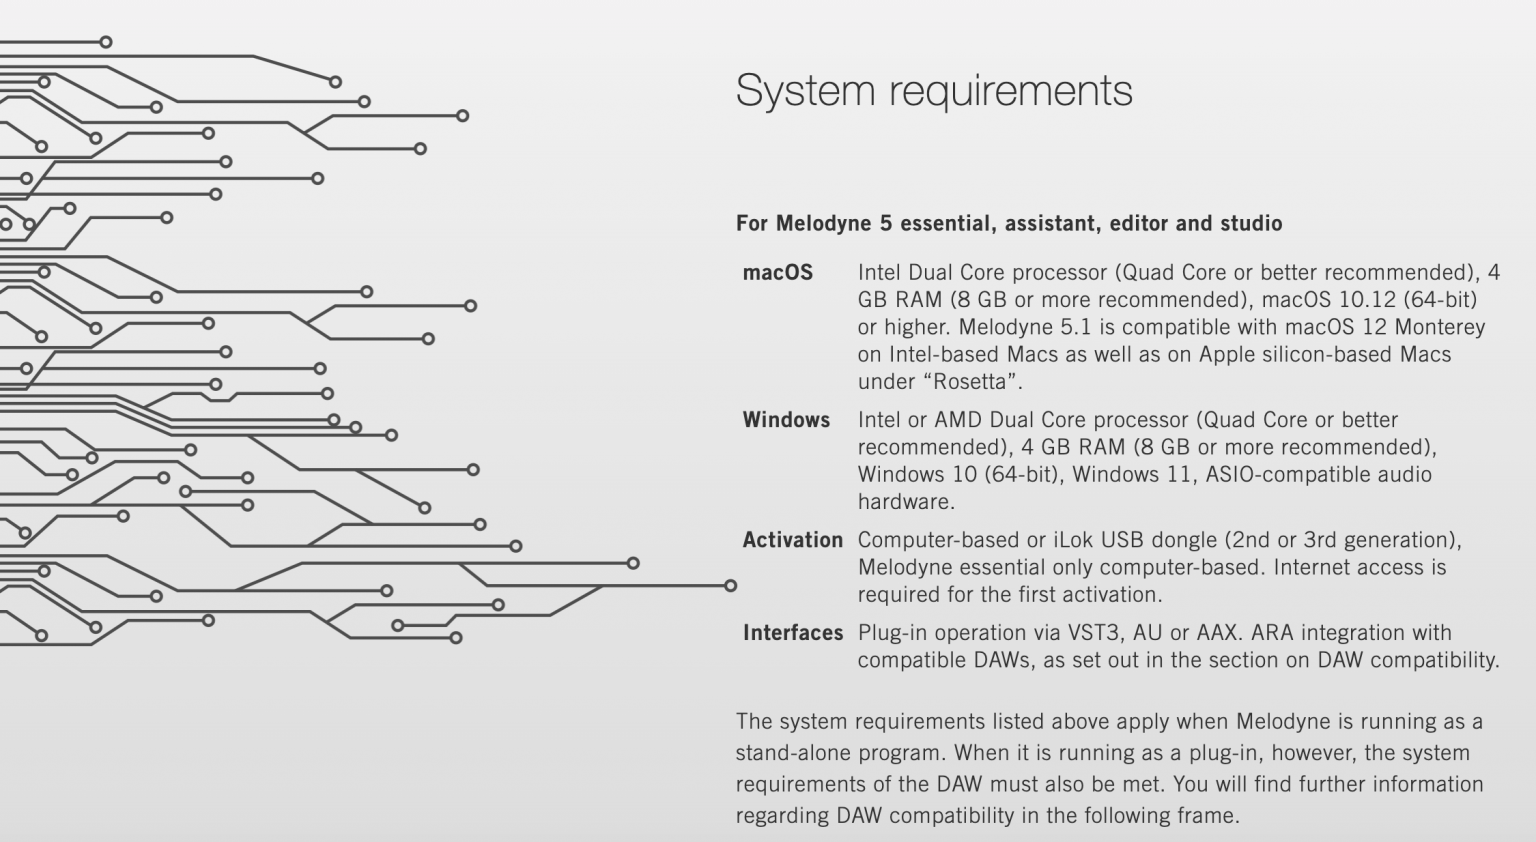 System requirements
For Melodyne 5 essential, assistant, editor and studio
macOS
Intel Dual Core processor (Quad Core or better recommended), 4
GB RAM (8 GB or more recommended), macOS 10.12 (64-bit)
or higher. Melodyne 5.1 is compatible with macOS 12 Monterey
on Intel-based Macs as well as on Apple silicon-based Macs
under “Rosetta”.
Windows
Intel or AMD Dual Core processor (Quad Core or better
recommended), 4 GB RAM (8 GB or more recommended),
Windows 10 (64-bit), Windows 11, ASIO-compatible audio
hardware.
Activation
Computer-based or iLok USB dongle (2nd or 3rd generation),
Melodyne essential only computer-based. Internet access is
required for the first activation.
Interfaces
Plug-in operation via VST3, AU or AAX. ARA integration with
compatible DAWs, as set out in the section on DAW compatibility.
The system requirements listed above apply when Melodyne is running as a
stand-alone program. When it is running as a plug-in, however, the system
requirements of the DAW must also be met. You will find further information
regarding DAW compatibility in the following frame.